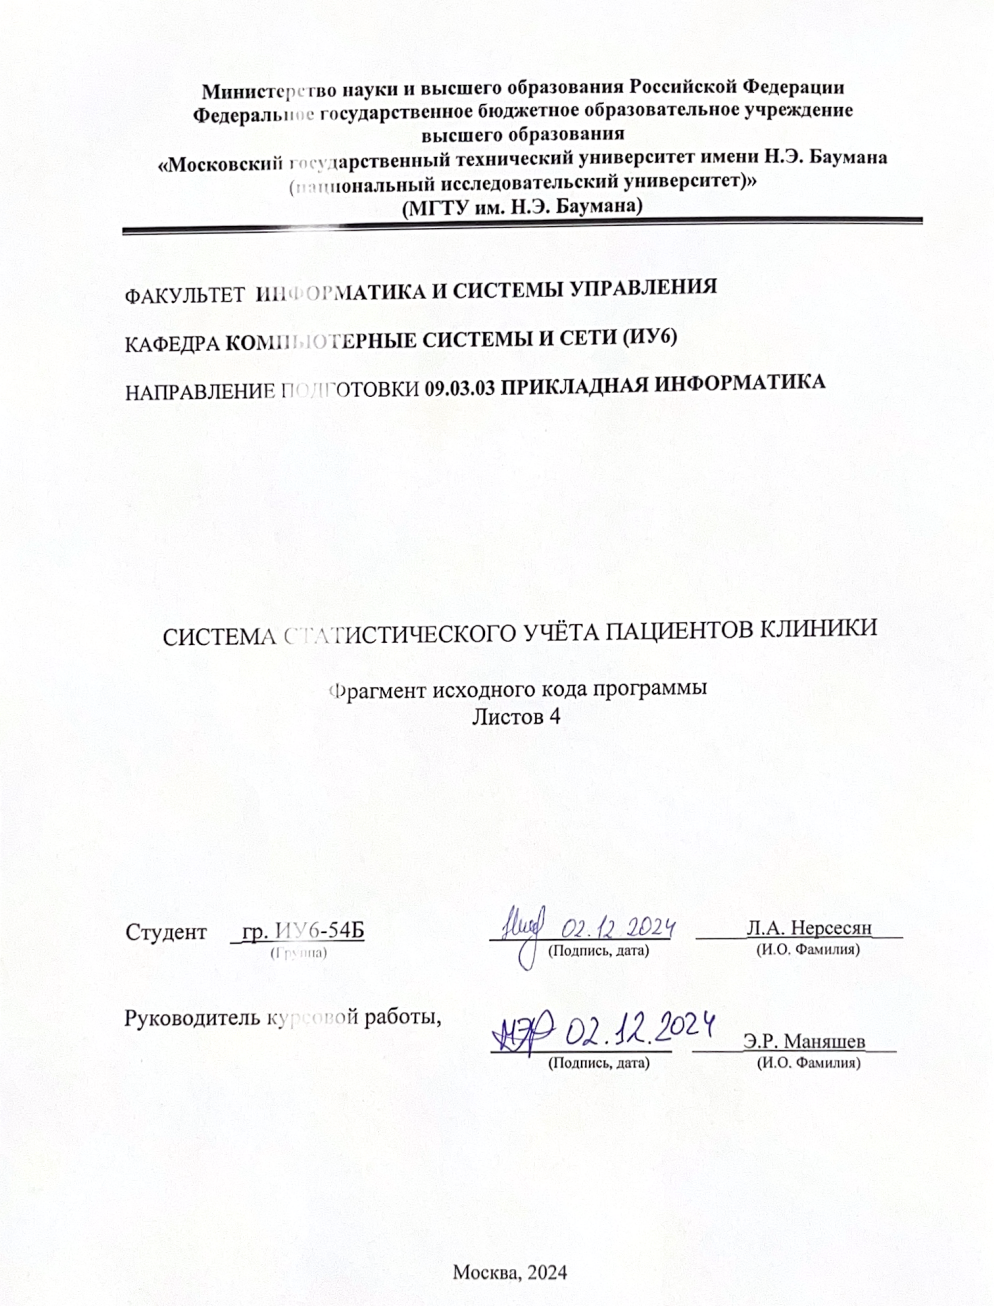 Министерство науки и высшего образования Российской Федерации
Федеральное государственное бюджетное образовательное учреждение
высшего образования
«Московский государственный технический университет имени Н.Э. Баумана
(национальный исследовательский университет)»
(МГТУ им. Н.Э. Баумана)
ФАКУЛЬТЕТ ИНФОРМАТИКА И СИСТЕМЫ УПРАВЛЕНИЯ
КАФЕДРА КОМПЬЮТЕРНЫЕ СИСТЕМЫ И СЕТИ (ИУ6)
НАПРАВЛЕНИЕ ПОДГОТОВКИ 09.03.03 ПРИКЛАДНАЯ ИНФОРМАТИКА
СИСТЕМА СТАТИСТИЧЕСКОГО УЧЁТА ПАЦИЕНТОВ КЛИНИКИ
Фрагмент исходного кода программы
Листов 4
Студент гр. ИУ6-54Б 02.12.2024 Л.А. Нерсесян
(Группа) (Подпись, дата) (И.О. Фамилия)
Руководитель курсовой работы, 02.12.2024 Э.Р. Маняшев
(Подпись, дата) (И.О. Фамилия)
Москва, 2024